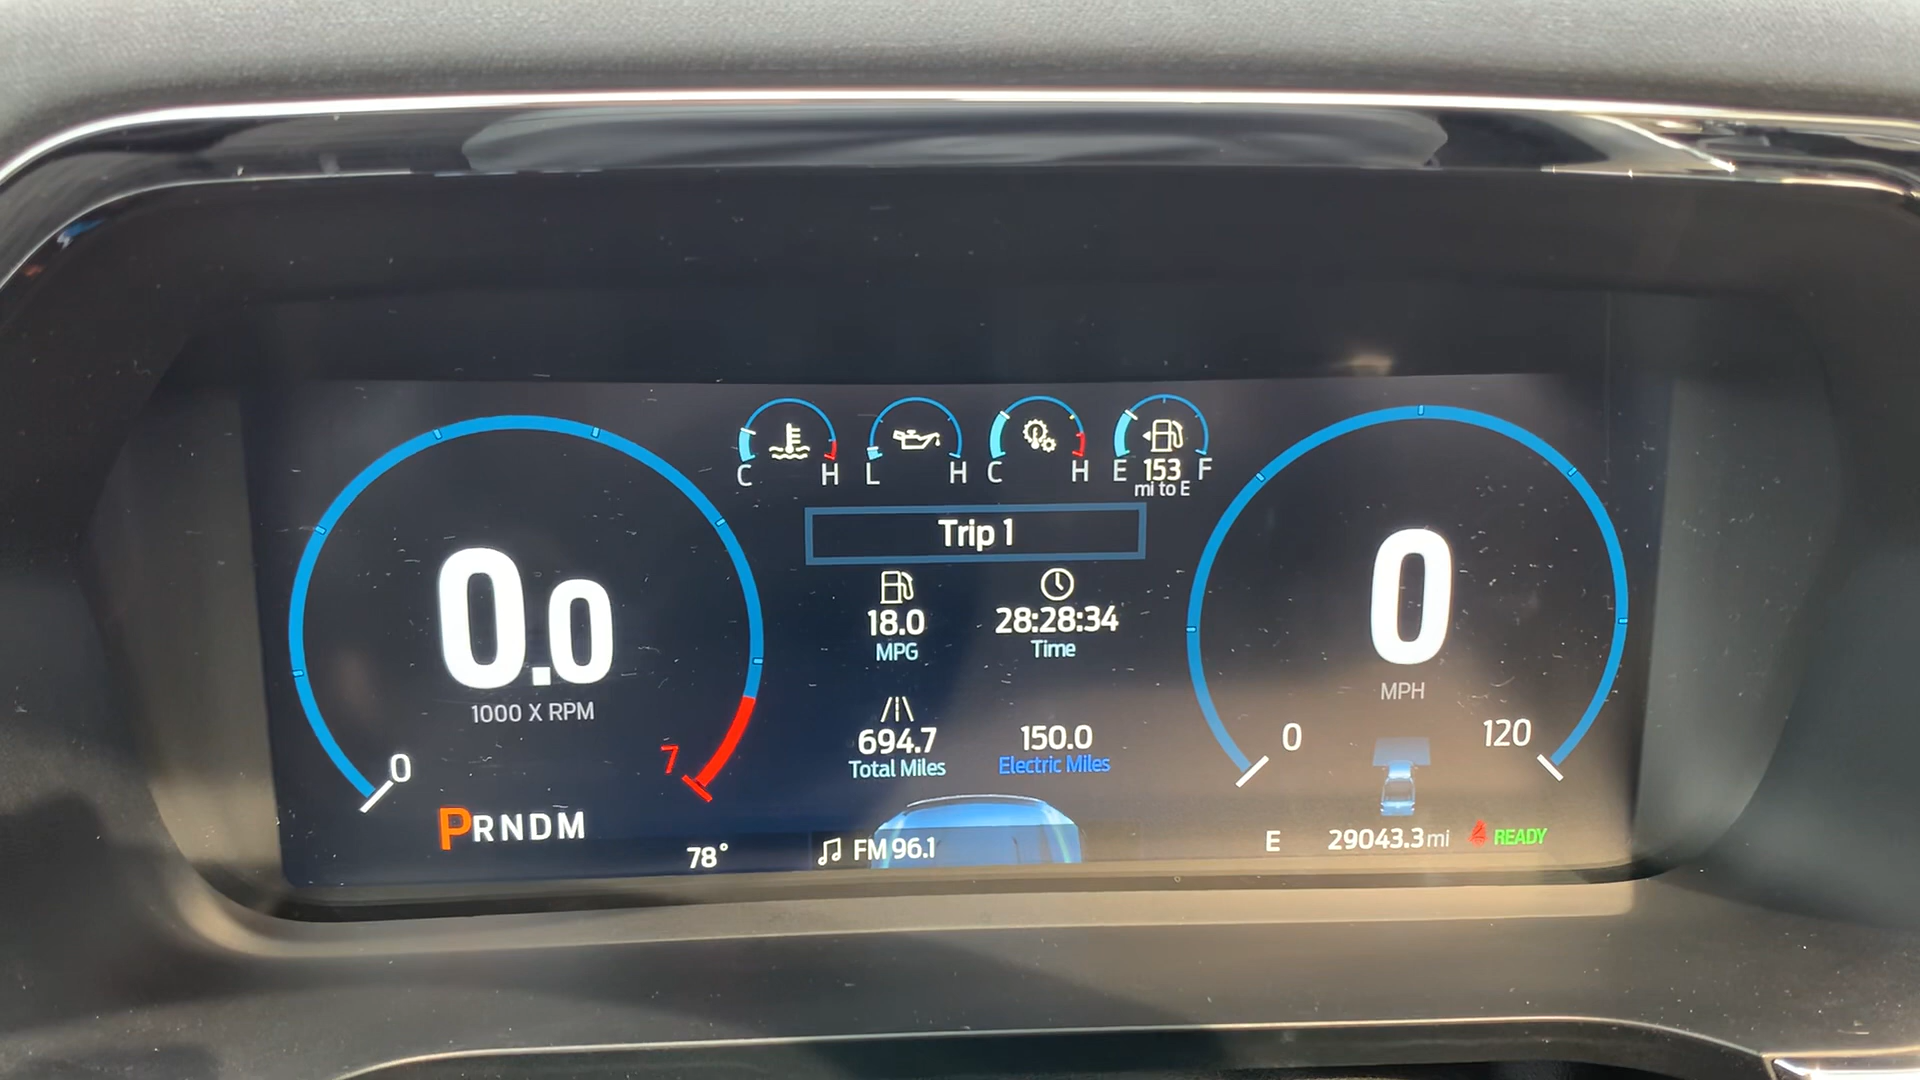 C H L H C H E 153 F
mi to E
Trip 1
0.0
1000 X RPM
0
7
18.0
MPG
28:28:34
Time
694.7
Total Miles
150.0
Electric Miles
0
MPH
0
120
PRNDM
78°
FM 96.1
E
29043.3 mi
READY